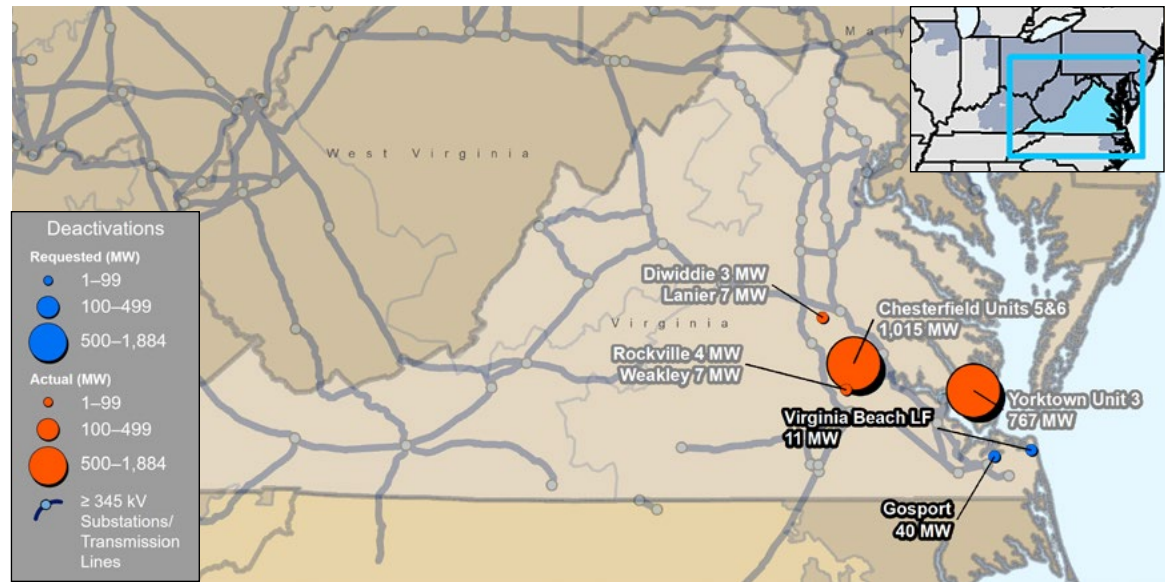 Mary
West Virginia
Deactivations
Requested (MW)
1–99
100–499
500–1,884
Actual (MW)
1–99
100–499
500–1,884
≥ 345 kV
Substations/
Transmission
Lines
Diwiddie 3 MW
Lanier 7 MW
Chesterfield Units 5&6
1,015 MW
Virginia
Rockville 4 MW
Weakley 7 MW
Yorktown Unit 3
767 MW
Virginia Beach LF
11 MW
Gosport
40 MW